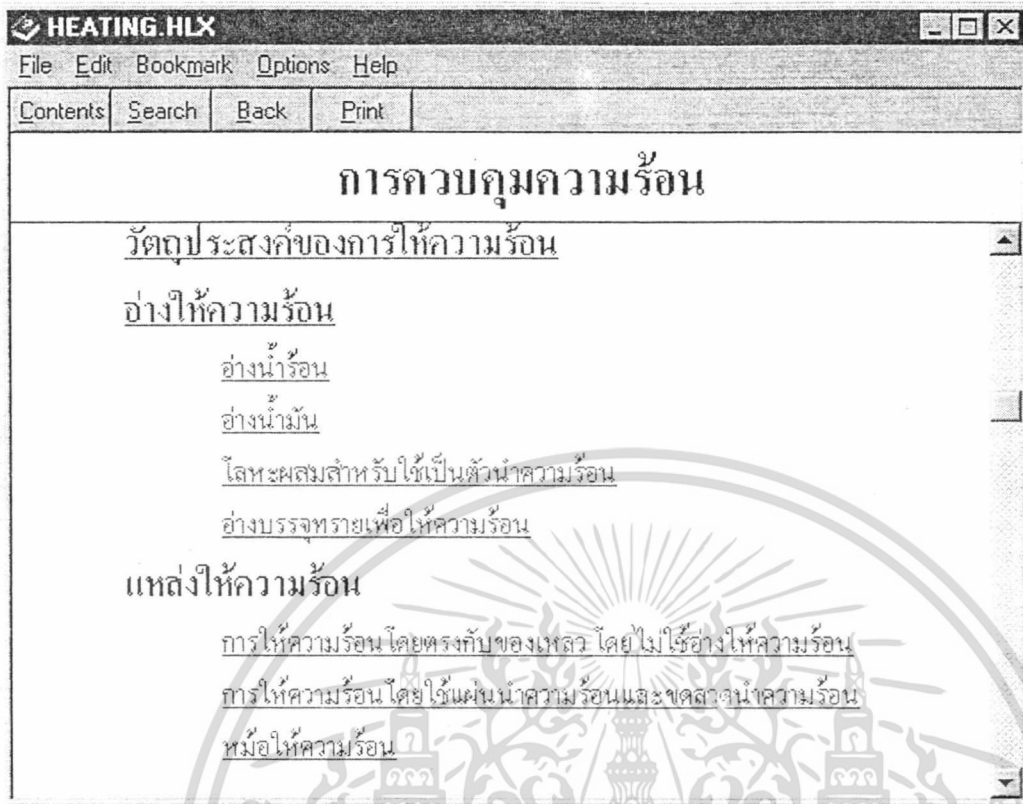 HEATING.HLX
File Edit Bookmark Options Help
Contents Search Back Print
การควบคุมความร้อน
วัตถุประสงค์ของการให้ความร้อน
อ่างให้ความร้อน
อ่างน้ำร้อน
อ่างน้ำมัน
โลหะผสมสำหรับใช้เป็นตัวนำความร้อน
อ่างบรรจุทรายเพื่อให้ความร้อน
แหล่งให้ความร้อน
การให้ความร้อนโดยตรงกับของเหลว โดยไม่ใช้อ่างให้ความร้อน
การให้ความร้อนโดยใช้แผ่นนำความร้อนและขดลวดนำความร้อน
หม้อให้ความร้อน